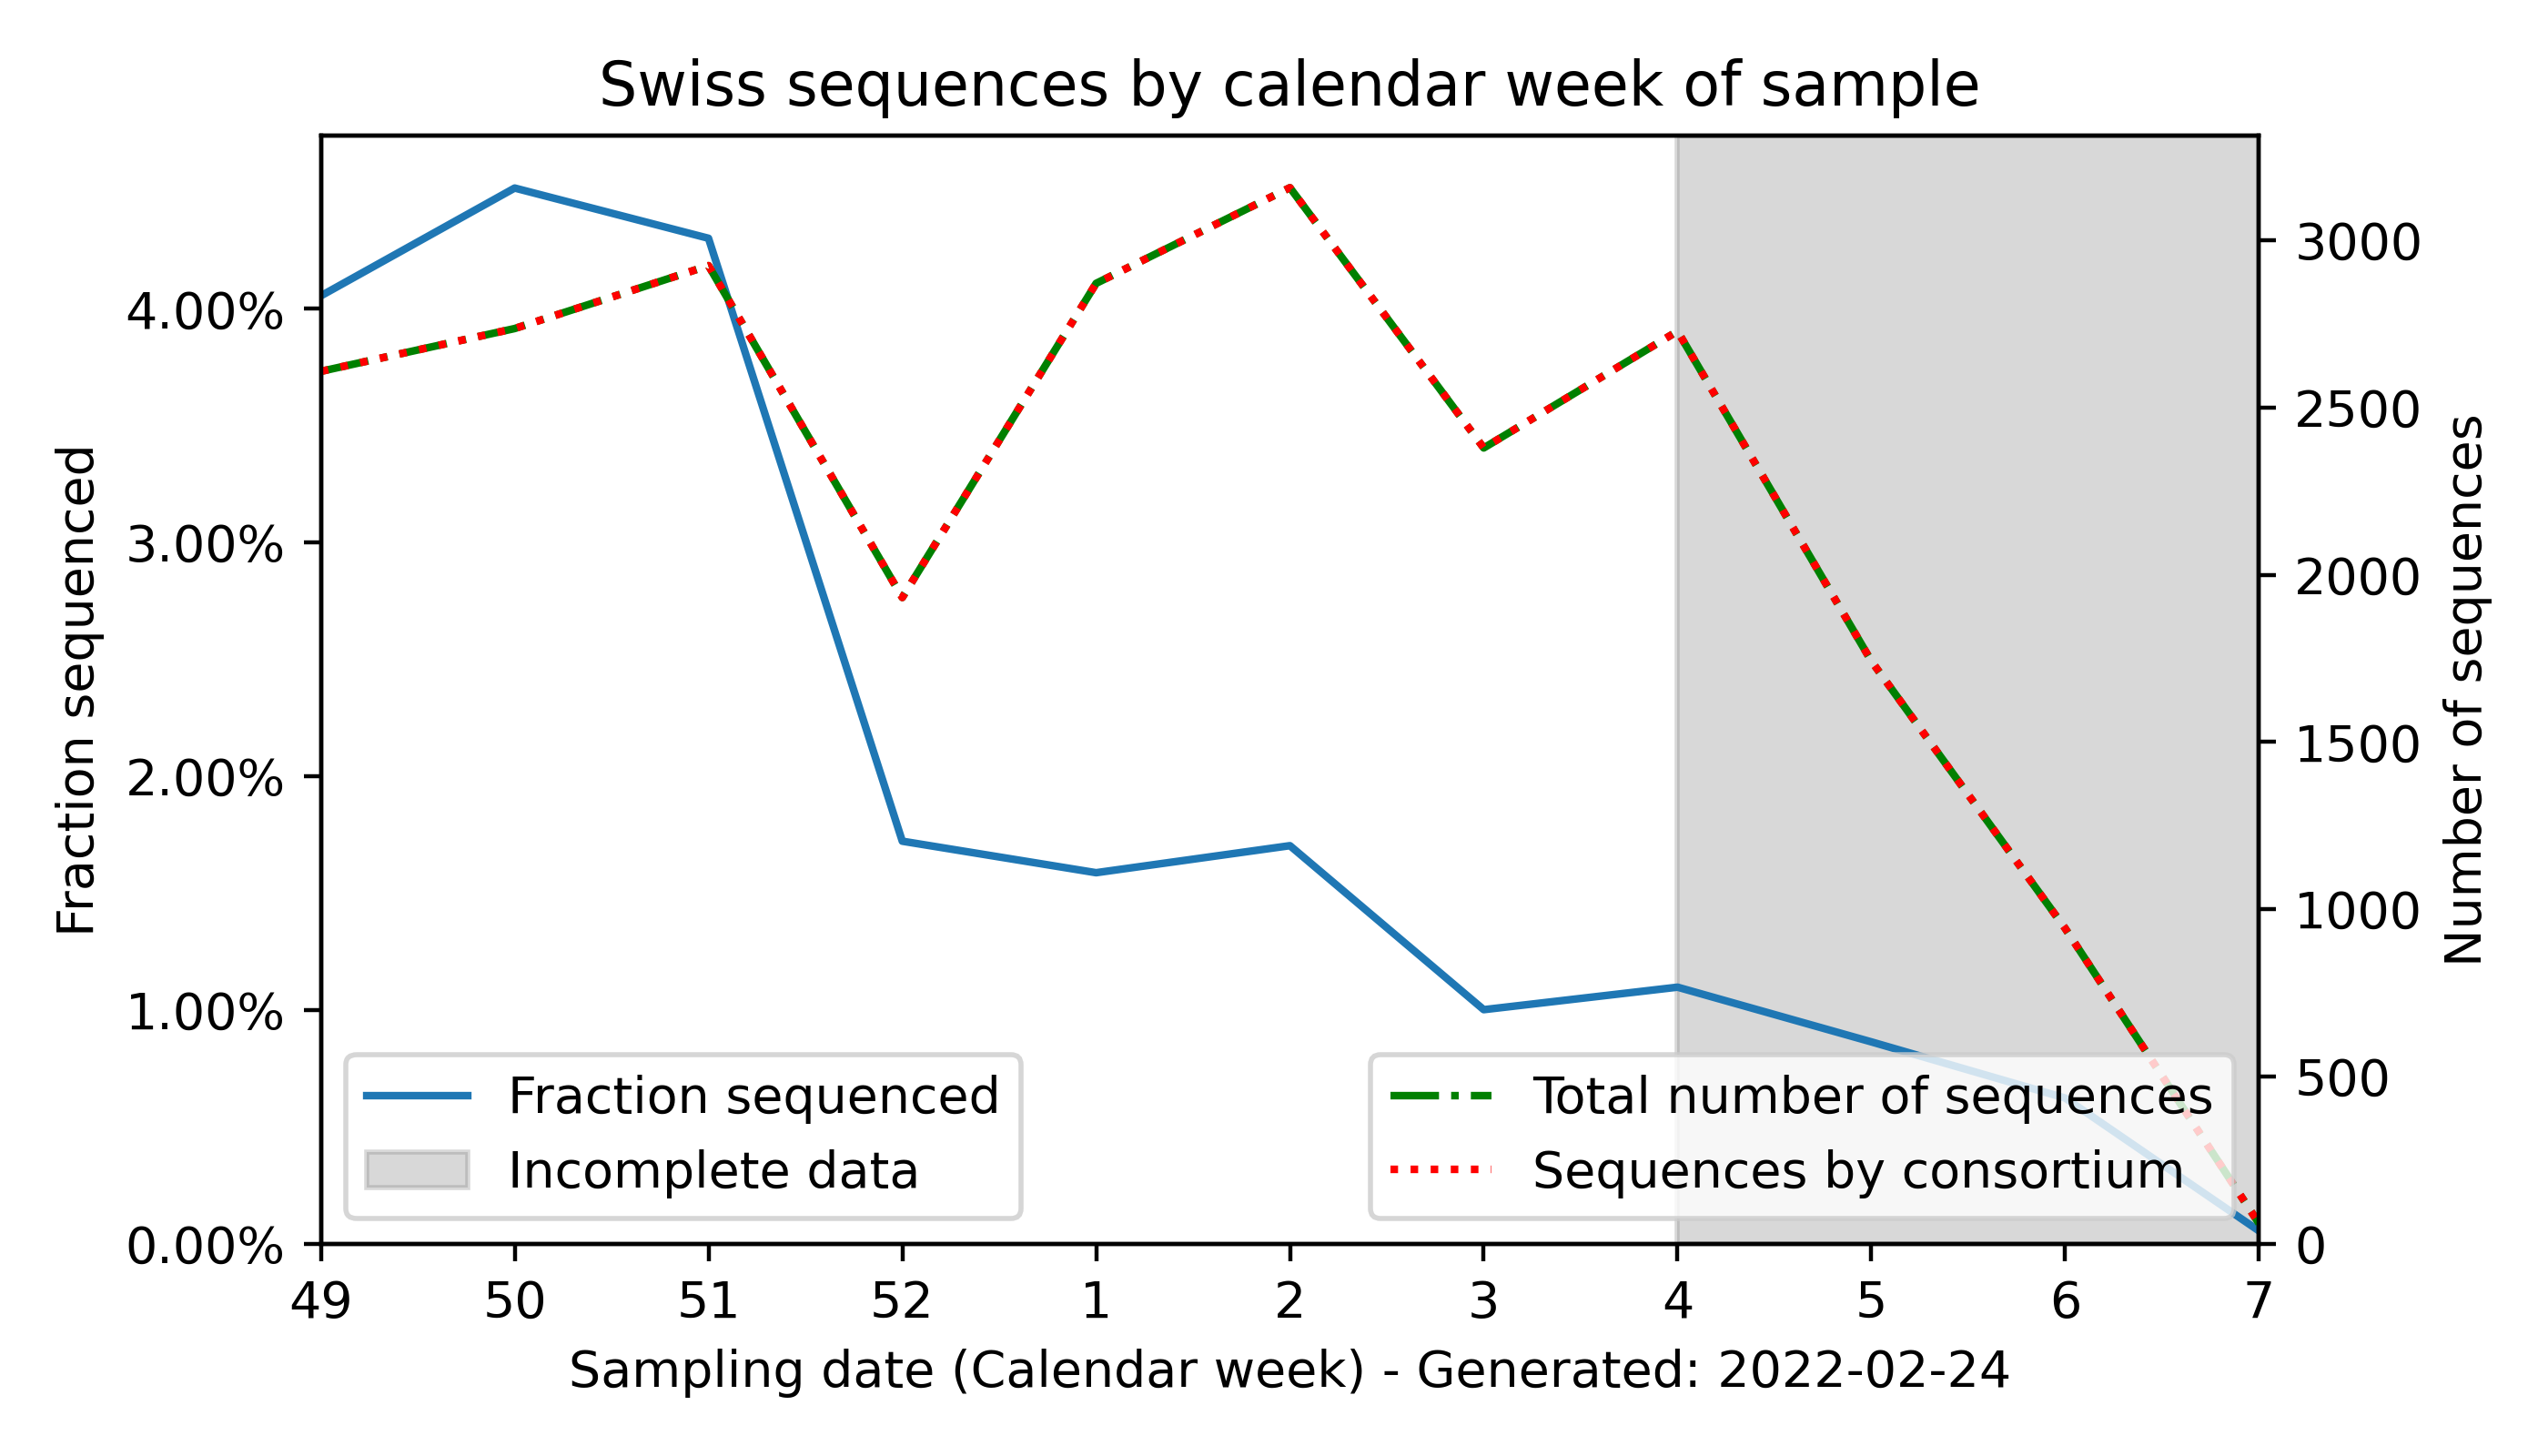 Swiss sequences by calendar week of sample
Fraction sequenced
4.00%
3.00%
2.00%
1.00%
0.00%
3000
2500
2000
1500
1000
500
0
Number of sequences
Fraction sequenced
Incomplete data
Total number of sequences
Sequences by consortium
49 50 51 52 1 2 3 4 5 6 7
Sampling date (Calendar week) - Generated: 2022-02-24